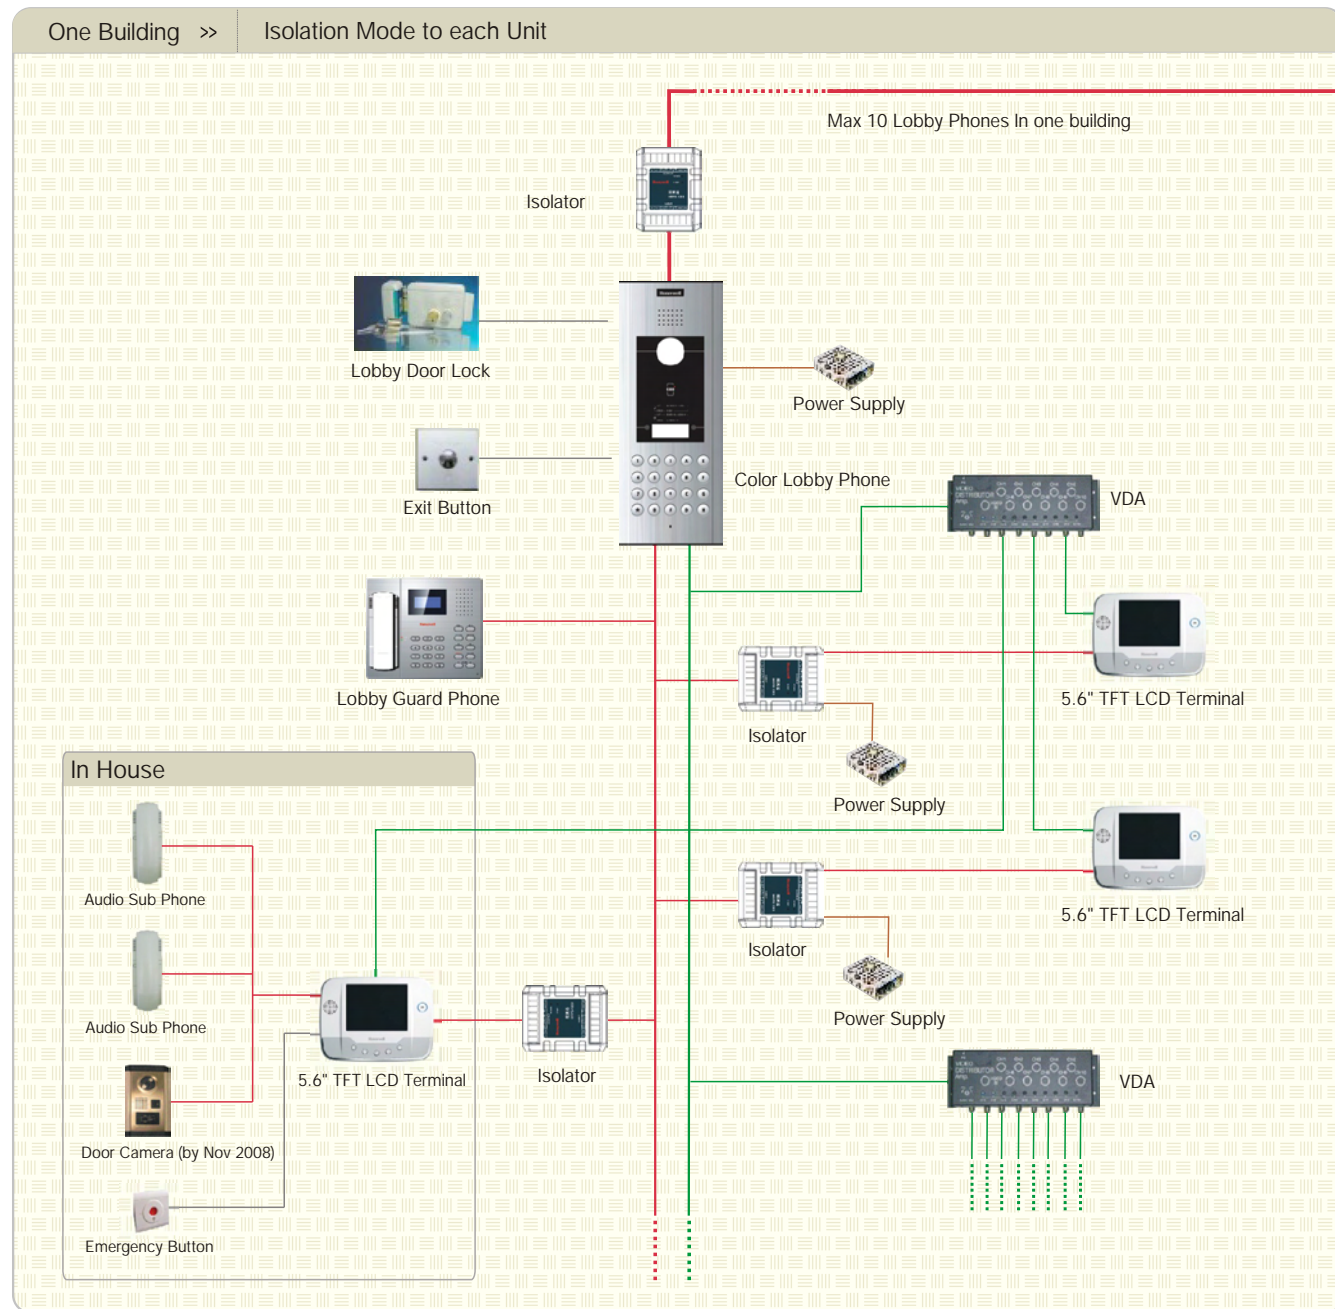 One Building >> Isolation Mode to each Unit
Max 10 Lobby Phones In one building
Isolator
Lobby Door Lock
Power Supply
Exit Button
Color Lobby Phone
VDA
Lobby Guard Phone
5.6" TFT LCD Terminal
Isolator
Power Supply
In House
Audio Sub Phone
5.6" TFT LCD Terminal
Isolator
Power Supply
Audio Sub Phone
5.6" TFT LCD Terminal
Isolator
VDA
Door Camera (by Nov 2008)
Emergency Button